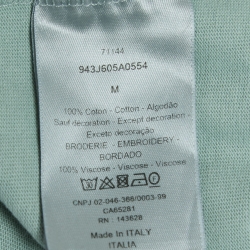 71144
943J605A0554
M
100% Coton - Cotton - Algodão
Sauf décoration - Except decoration -
Exceto decoração
BRODERIE - EMBROIDERY -
BORDADO
100% Viscose - Viscose - Viscose
CNPJ.02-046-366/0003-99
CA65281
RN : 143628
Made In ITALY
ITALIA